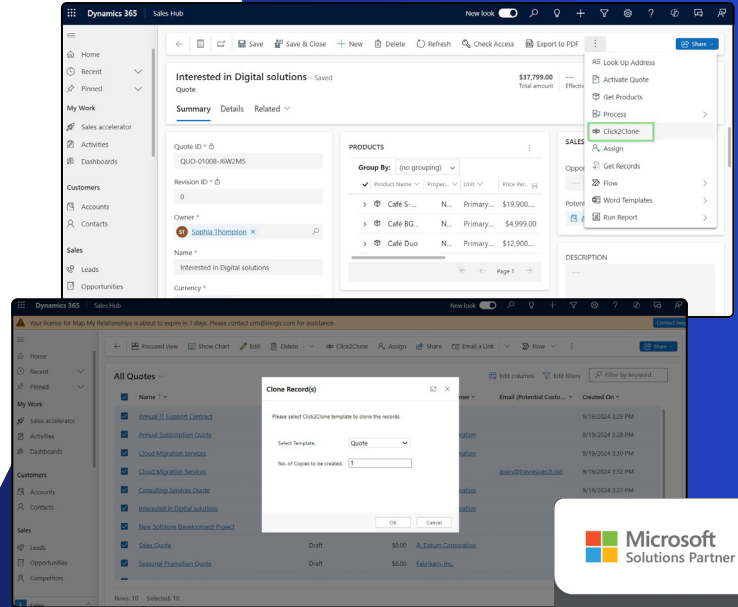 Dynamics 365 Sales Hub New look
Save Save & Close New Delete Refresh Check Access Export to PDF Share
Home
Recent
Pinned
My Work
Sales accelerator
Activities
Dashboards
Customers
Accounts
Contacts
Sales
Leads
Opportunities
Interested in Digital solutions - Saved
Quote
$37,799.00 ---
Total amount Effectiv
Summary Details Related
Quote ID *
QUO-01008-J6W2M5
Revision ID *
0
Owner *
ST Sophia Thompson ×
Name *
Interested in Digital solutions
Currency *
PRODUCTS
Group By: (no grouping)
Product Name Proper... Unit Price Per...
Café S-... N... Primary... $19,900....
Café BG... N... Primary... $4,999.00
Café Duo N... Primary... $12,900....
Page 1
SALES
Oppor
---
Potent
DESCRIPTION
---
Look Up Address
Activate Quote
Get Products
Process
Click2Clone
Assign
Get Records
Flow
Word Templates
Run Report
Dynamics 365 Sales Hub New look
Your license for Map My Relationships is about to expire in 1 days. Please contact crm@inogic.com for assistance.
Focused view Show Chart Edit Delete Click2Clone Assign Share Email a Link Flow Share
Home
Recent
Pinned
My Work
Sales accelerator
Activities
Dashboards
Customers
Accounts
Contacts
Sales
Leads
Opportunities
Competitors
Sales
All Quotes
Edit columns Edit filters Filter by keyword
Name ↑ Email (Potential Custo... Created On
Annual IT Support Contract 9/19/2024 3:29 PM
Annual Subscription Quote 9/19/2024 3:28 PM
Cloud Migration Services 9/19/2024 3:30 PM
Cloud Migration Services avery@treyresearch.net 9/19/2024 3:32 PM
Consulting Services Quote 9/19/2024 3:27 PM
Interested in Digital solutions
New Software Development Project
Sales Quote Draft $0.00 A. Datum Corporation
Seasonal Promotion Quote Draft $0.00 Fabrikam, Inc.
Rows: 10 Selected: 10
Clone Record(s)
Please select Click2Clone template to clone the records
Select Template. Quote
No. of Copies to be created. 1
OK Cancel
Microsoft
Solutions Partner